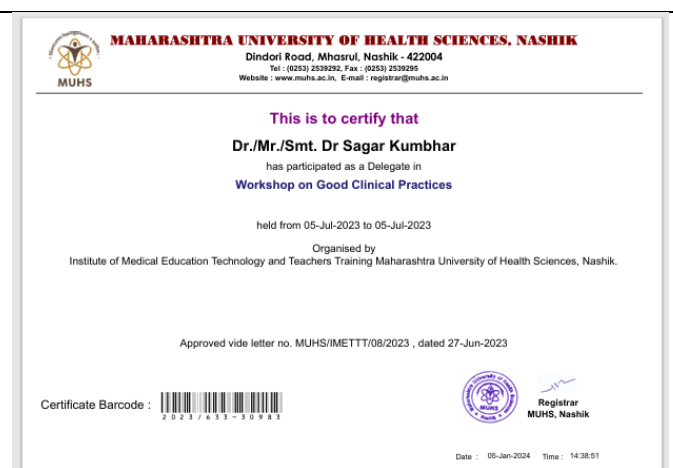 MUHS
MAHARASHTRA UNIVERSITY OF HEALTH SCIENCES, NASHIK
Dindori Road, Mhasrul, Nashik - 422004
Tel : (0253) 2539292, Fax : (0253) 2539295
Website : www.muhs.ac.in, E-mail : registrar@muhs.ac.in
This is to certify that
Dr./Mr./Smt. Dr Sagar Kumbhar
has participated as a Delegate in
Workshop on Good Clinical Practices
held from 05-Jul-2023 to 05-Jul-2023
Organised by
Institute of Medical Education Technology and Teachers Training Maharashtra University of Health Sciences, Nashik.
Approved vide letter no. MUHS/IMETTT/08/2023 , dated 27-Jun-2023
Certificate Barcode :
2023/633-30983
MUHS
Registrar
MUHS, Nashik
Date : 05-Jan-2024 Time : 14:38:51